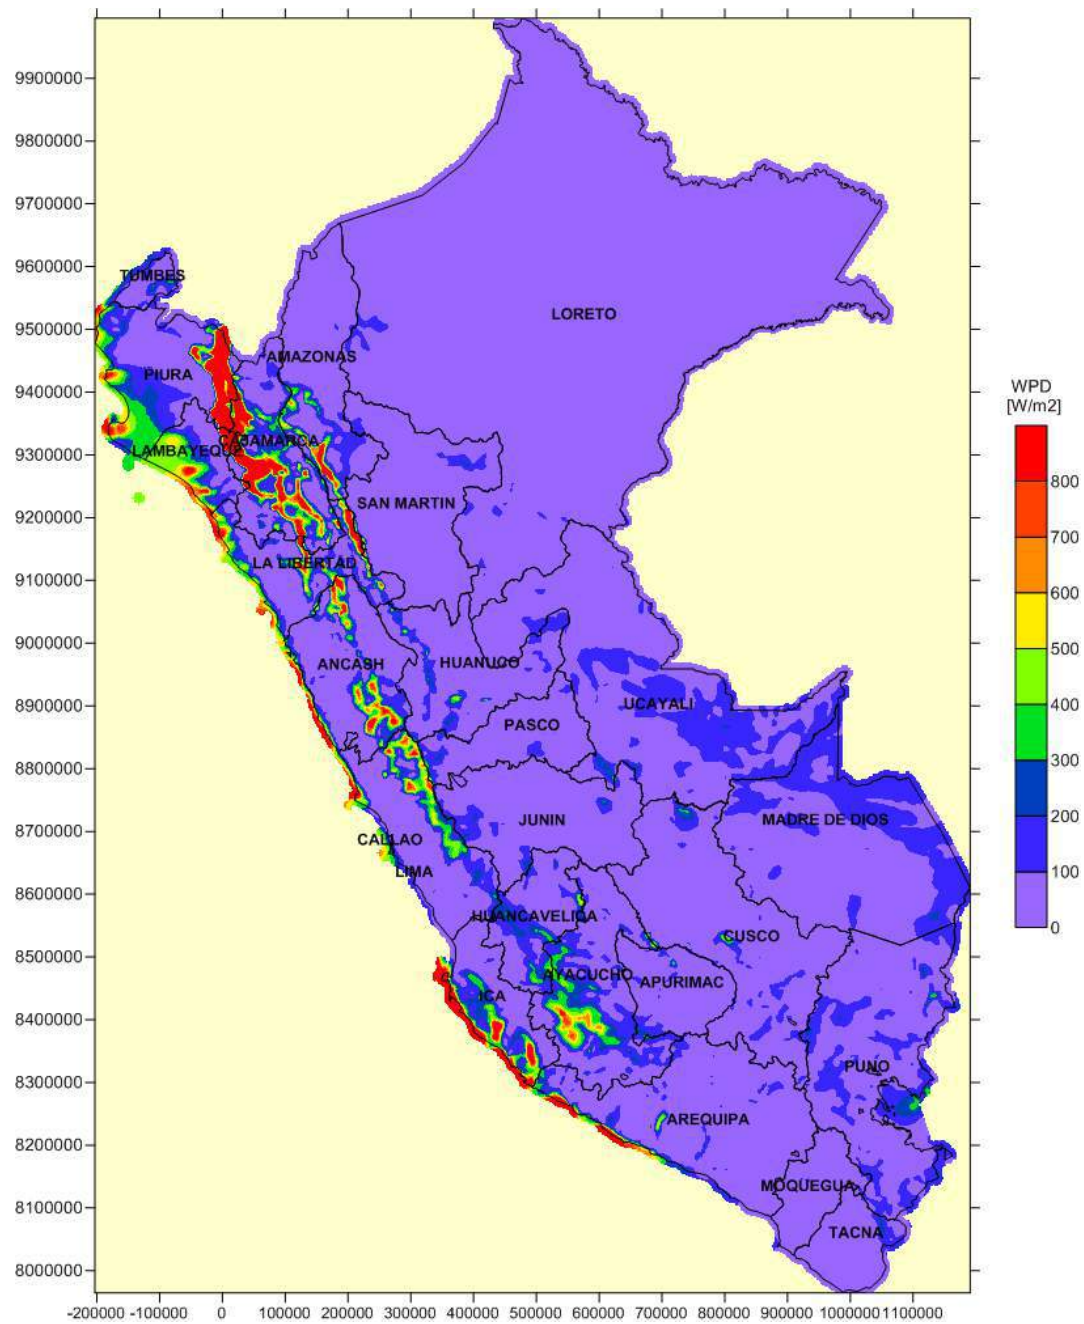 9900000
9800000
9700000
9600000
9500000
9400000
9300000
9200000
9100000
9000000
8900000
8800000
8700000
8600000
8500000
8400000
8300000
8200000
8100000
8000000
TUMBES
LORETO
AMAZONAS
PIURA
CAJAMARCA
LAMBAYEQUE
SAN MARTIN
LA LIBERTAD
ANCASH
HUANUCO
UCAYALI
PASCO
JUNIN
MADRE DE DIOS
CALLAO
LIMA
HUANCAVELICA
CUSCO
AYACUCHO
APURIMAC
ICA
PUNO
AREQUIPA
MOQUEGUA
TACNA
-200000 -100000 0 100000 200000 300000 400000 500000 600000 700000 800000 900000 1000000 1100000
WPD
[W/m2]
800
700
600
500
400
300
200
100
0